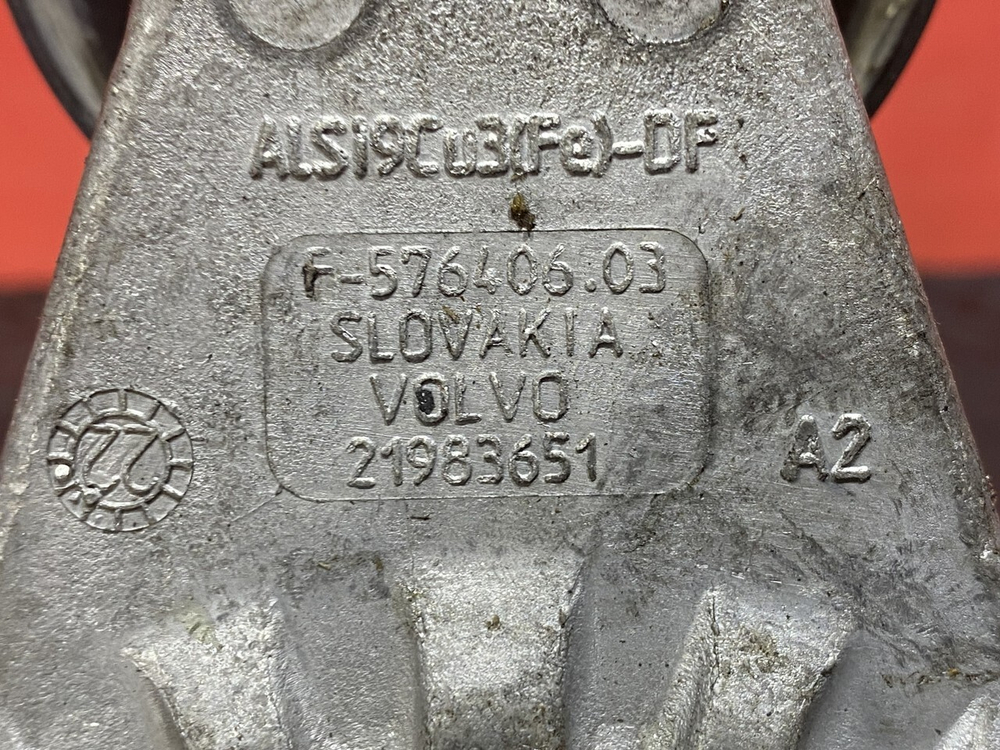 ALSi9Cu3(Fe)-DF
F-576406.03
SLOVAKIA
VOLVO
21983651
22
A2